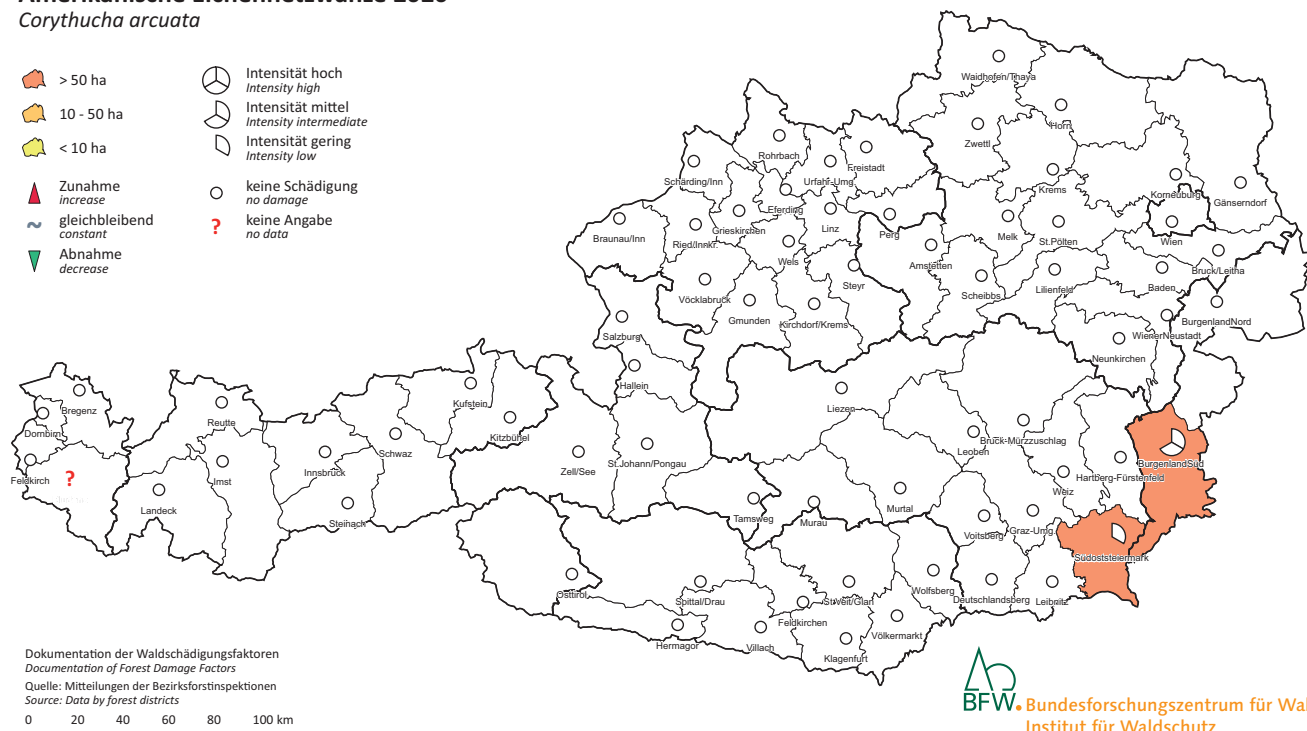 Corythucha arcuata
> 50 ha
10 - 50 ha
< 10 ha
Zunahme
increase
~ gleichbleibend
constant
Abnahme
decrease
Intensität hoch
Intensity high
Intensität mittel
Intensity intermediate
Intensität gering
Intensity low
keine Schädigung
no damage
? keine Angabe
no data
Waidhofen/Thaya
Horn
Zwettl
Rohrbach
Freistadt
Schärding/Inn
Urfahr-Umg.
Krems
Korneuburg
Gänserndorf
Eferding
Grieskirchen
Linz
Perg
Melk
St.Pölten
Wien
Braunau/Inn
Ried/Innkr.
Wels
Amstetten
Bruck/Leitha
Steyr
Scheibbs
Lilienfeld
Baden
Vöcklabruck
Gmunden
Kirchdorf/Krems
BurgenlandNord
Salzburg
WienerNeustadt
Neunkirchen
Hallein
Bregenz
Kufstein
Liezen
Dornbirn
Reutte
Kitzbühel
Bruck-Mürzzuschlag
Leoben
Schwaz
St.Johann/Pongau
Zell/See
BurgenlandSüd
Innsbruck
Hartberg-Fürstenfeld
Feldkirch
?
Imst
Weiz
Landeck
Steinach
Tamsweg
Murau
Murtal
Voitsberg
Graz-Umg.
Südoststeiermark
Osttirol
Spittal/Drau
St.Veit/Glan
Wolfsberg
Deutschlandsberg
Leibnitz
Feldkirchen
Völkermarkt
Hermagor
Villach
Klagenfurt
Dokumentation der Waldschädigungsfaktoren
Documentation of Forest Damage Factors
Quelle: Mitteilungen der Bezirksforstinspektionen
Source: Data by forest districts
0 20 40 60 80 100 km
BFW.
Bundesforschungszentrum für
Institut für Waldschutz